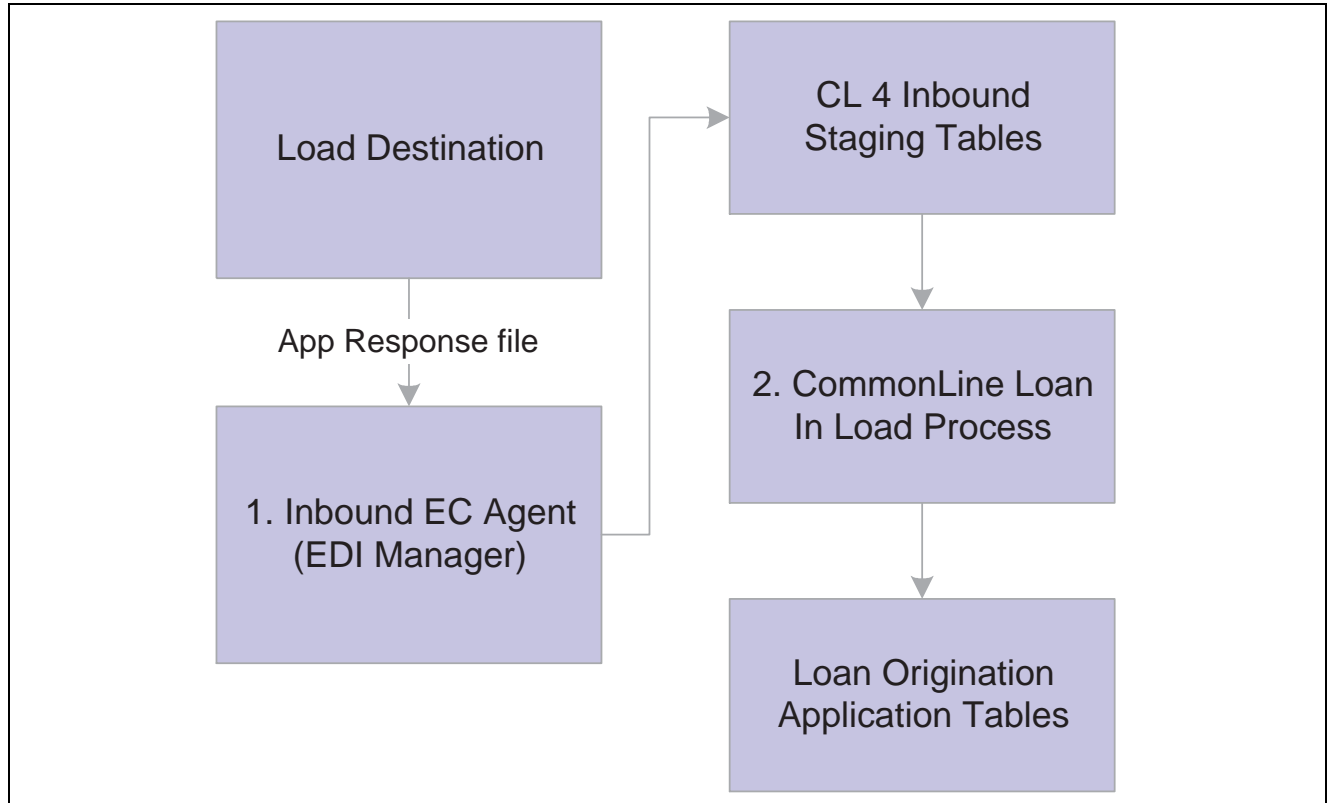 Load Destination
App Response file
1. Inbound EC Agent
(EDI Manager)
CL 4 Inbound
Staging Tables
2. CommonLine Loan
In Load Process
Loan Origination
Application Tables